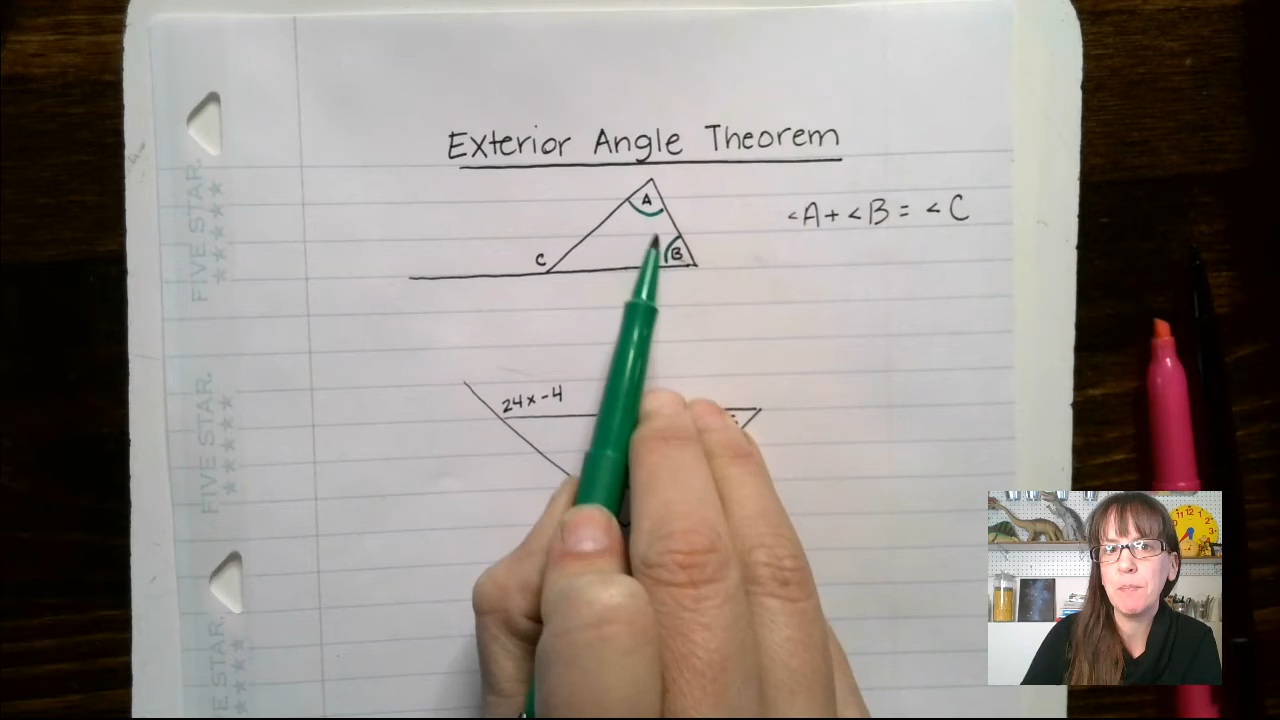 Exterior Angle Theorem
A
<A + <B = < C
C
B
24x-4
FIVE STAR.
FIVE STAR.